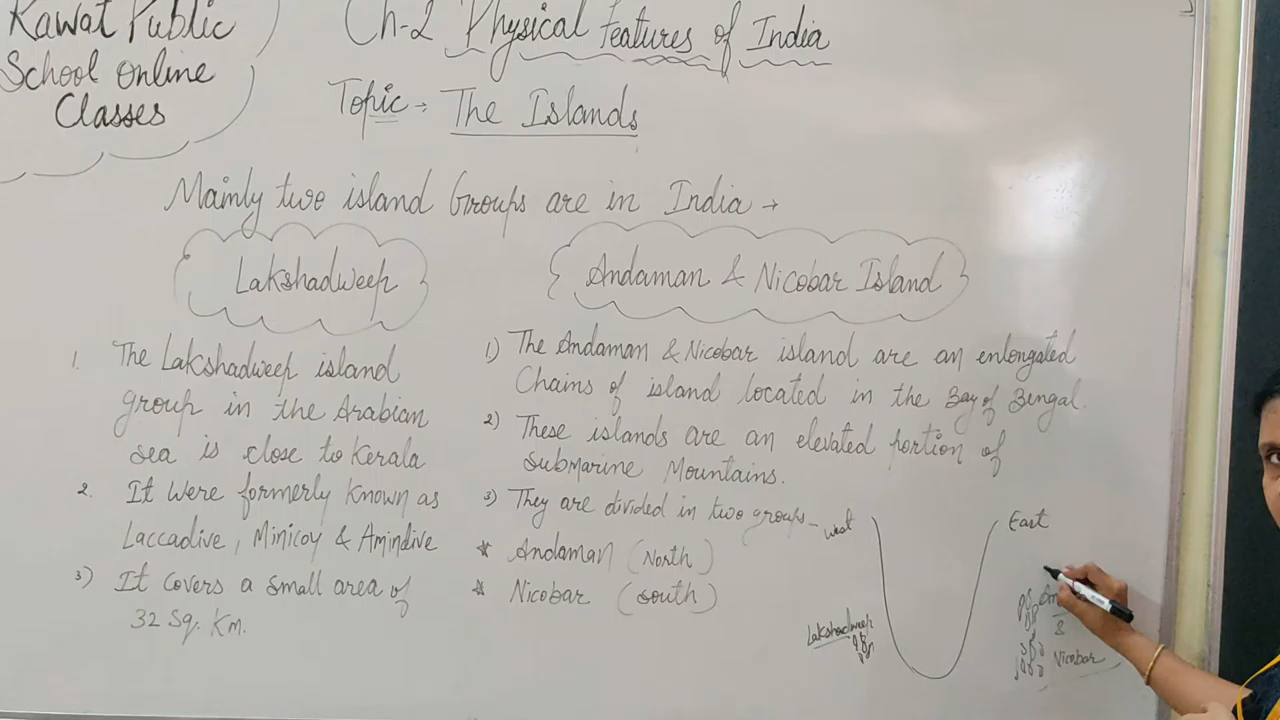 Rawat Public
School Online
Classes
Ch-2 Physical Features of India
Topic → The Islands
Mainly two island Groups are in India →
Lakshadweep
1. The Lakshadweep island
group in the Arabian
sea is close to Kerala
2. It were formerly known as
Laccadive, Minicoy & Amindive
3) It covers a small area of
32 Sq. Km.
Andaman & Nicobar Island
1) The Andaman & Nicobar island are an enlongated
Chains of island located in the Bay of Bengal.
2) These islands are an elevated portion of
submarine Mountains.
3) They are divided in two groups-
* Andaman (North)
* Nicobar (south)
West
East
Lakshadweep
&
Nicobar